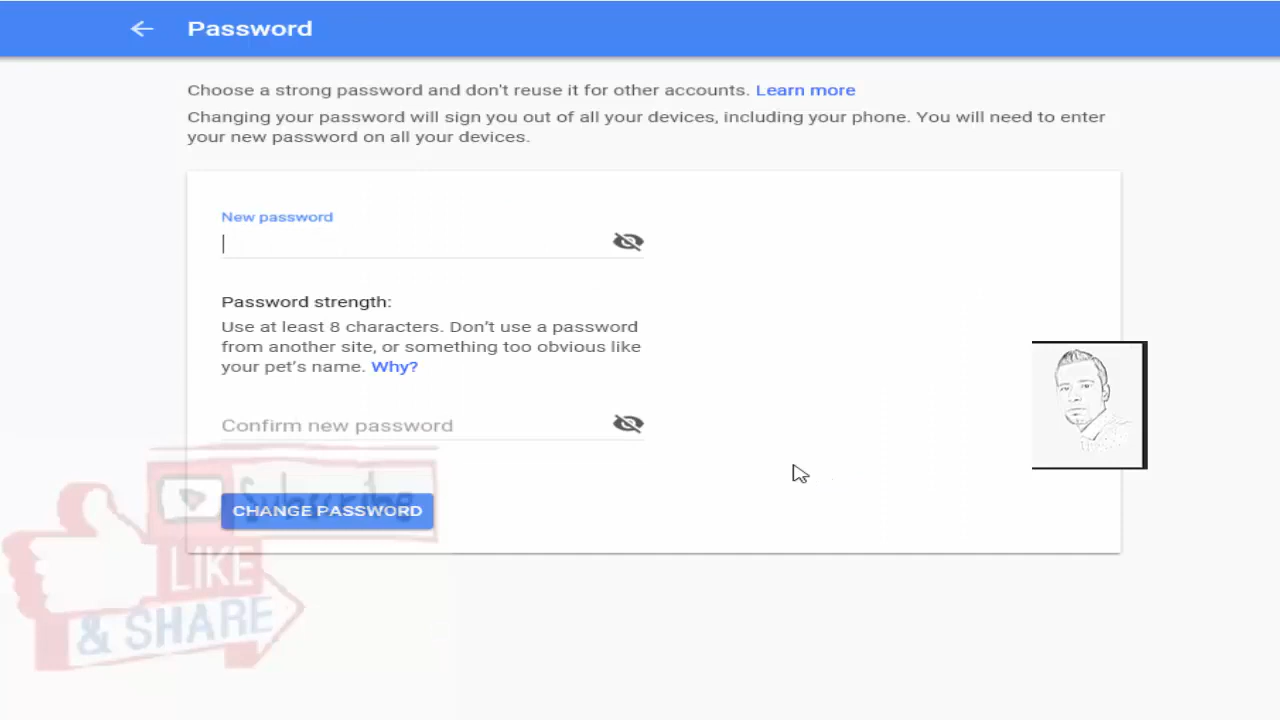 Password
Choose a strong password and don't reuse it for other accounts. Learn more
Changing your password will sign you out of all your devices, including your phone. You will need to enter
your new password on all your devices.
New password
Password strength:
Use at least 8 characters. Don’t use a password
from another site, or something too obvious like
your pet’s name. Why?
Confirm new password
Subscribe
CHANGE PASSWORD
LIKE
& SHARE